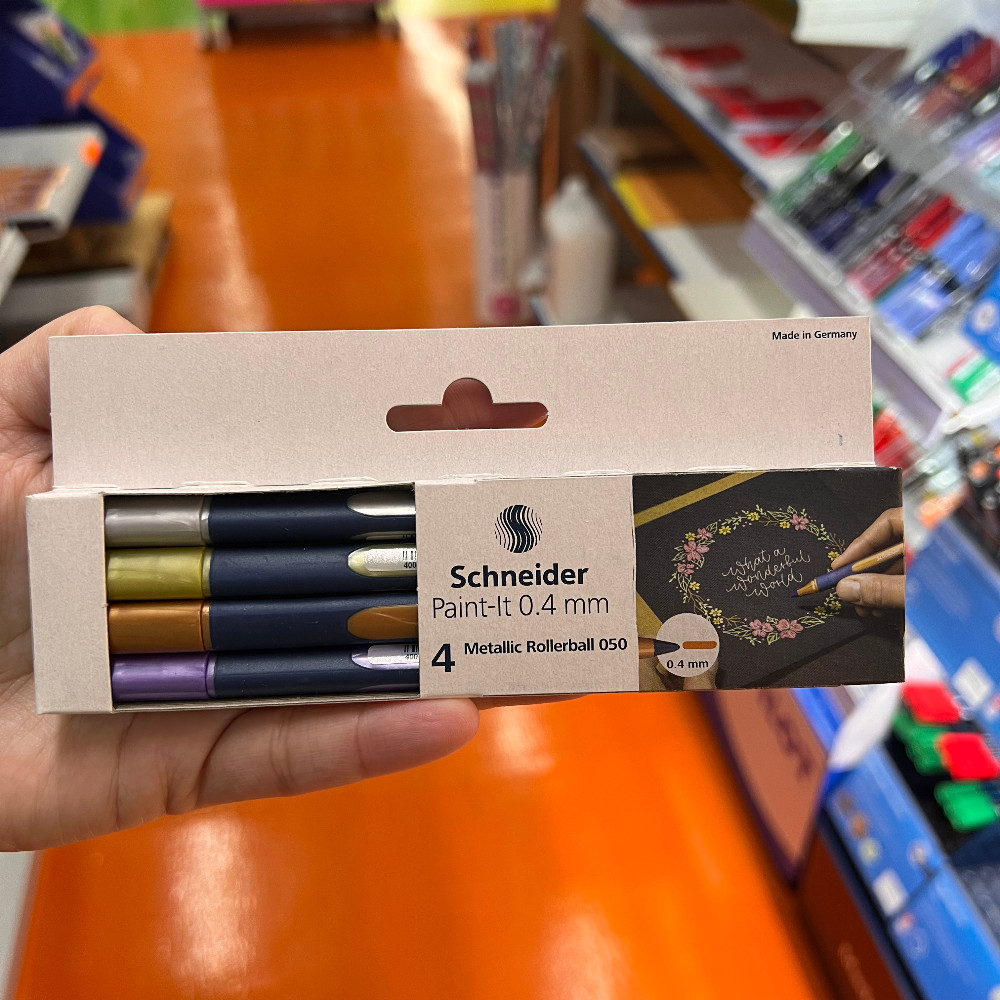 Made in Germany
Schneider
Paint-It 0.4 mm
4 Metallic Rollerball 050
what a
wonderful
world
0.4 mm
400